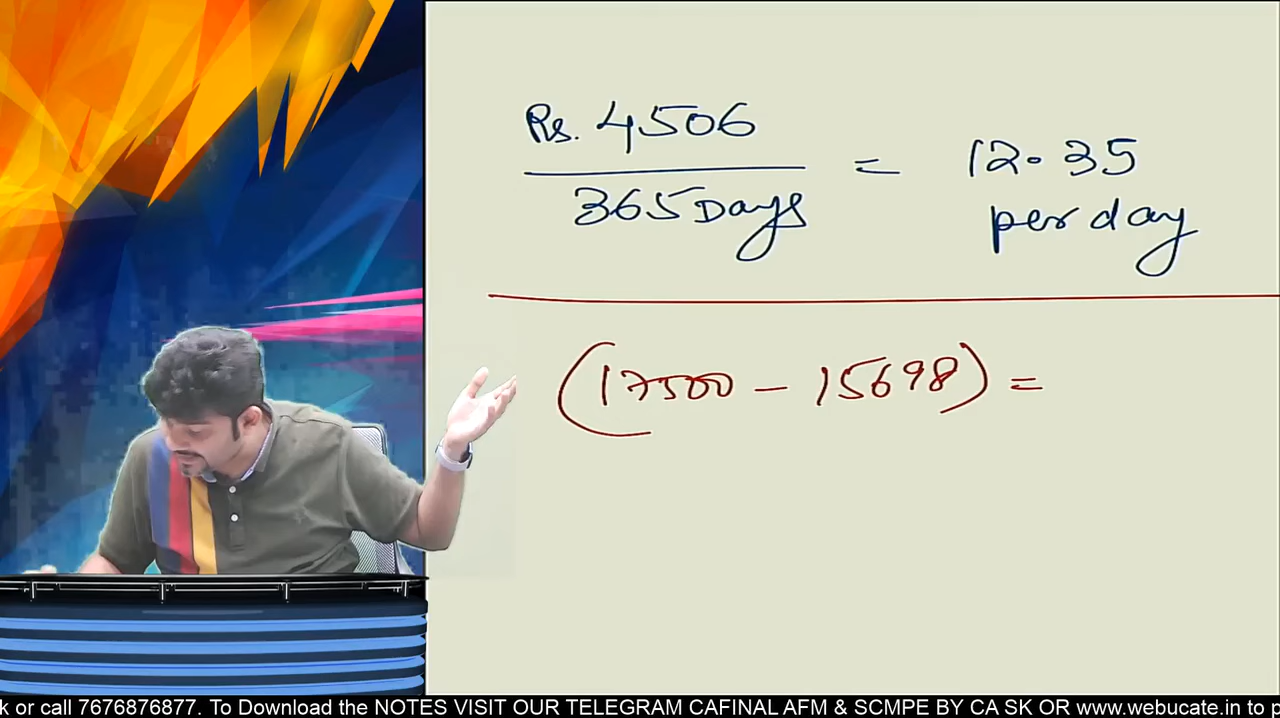 Rs. 4506
365 Days
= 12.35
per day
(17500 - 15698) =
k or call 7676876877. To Download the NOTES VISIT OUR TELEGRAM CAFINAL AFM & SCMPE BY CA SK OR www.webucate.in to p